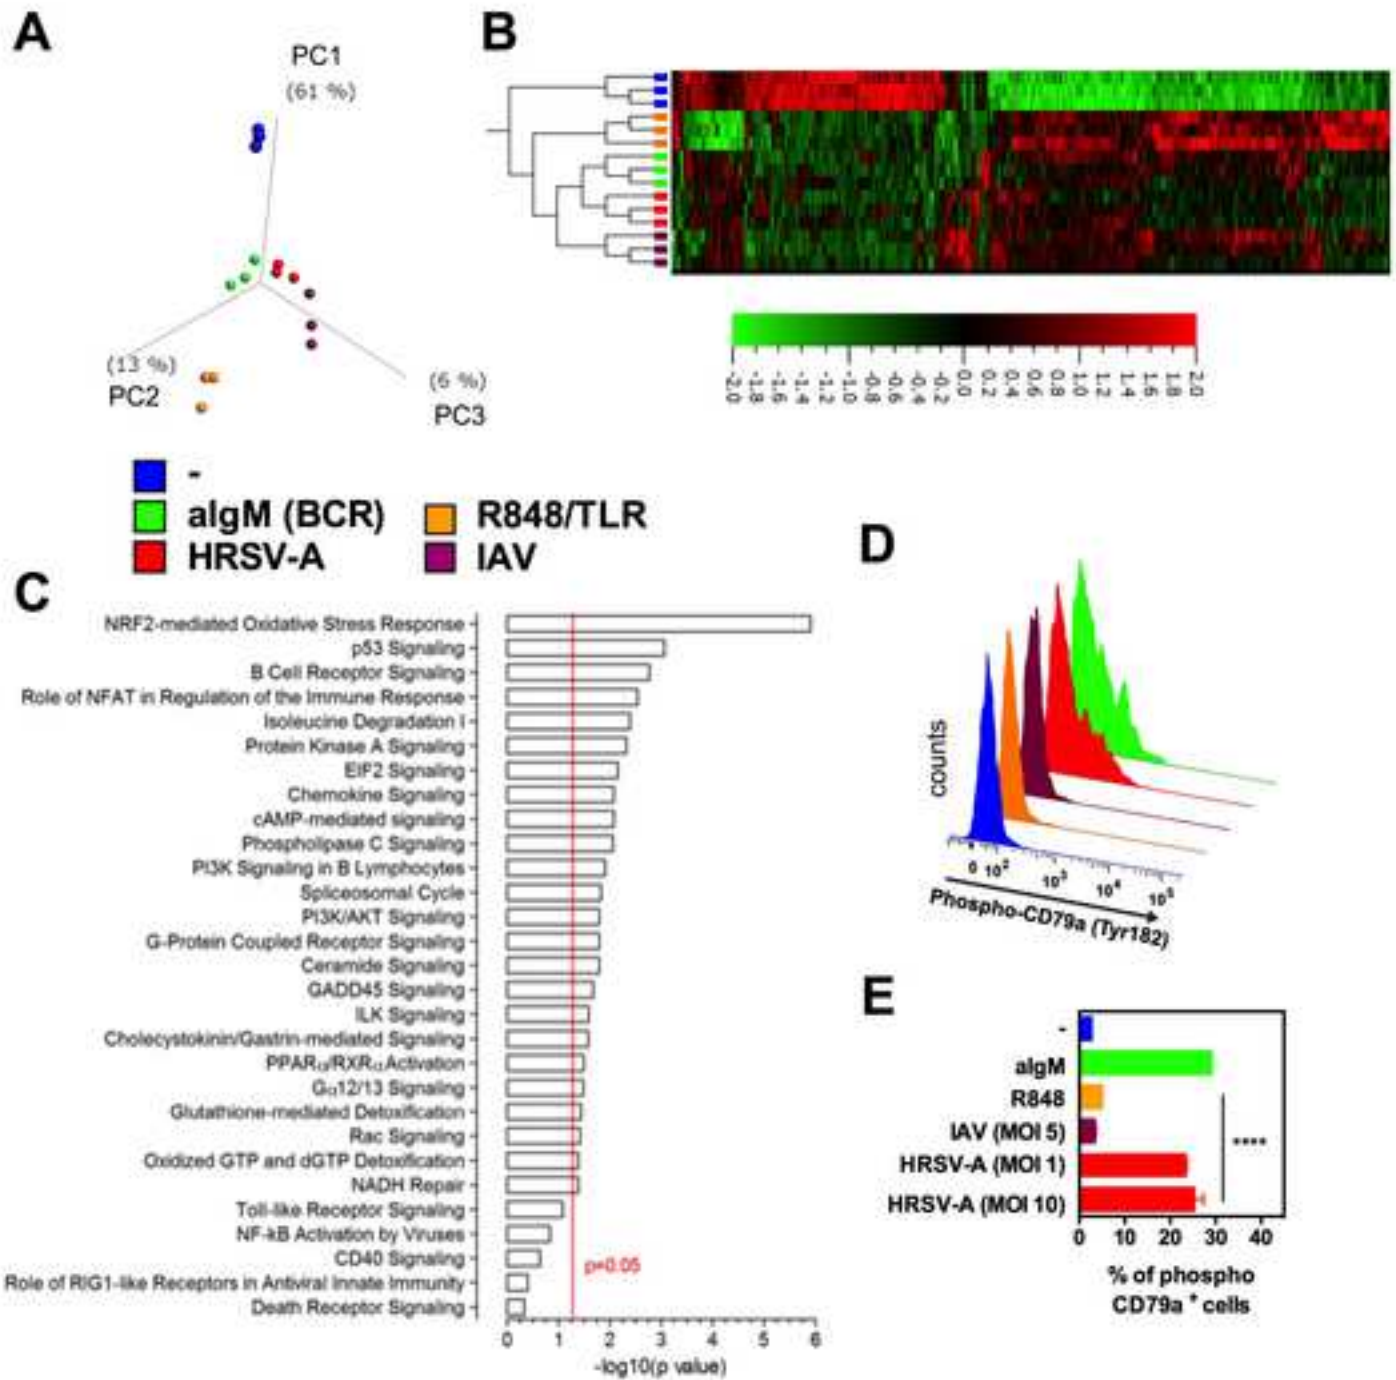 A
PC1
(61 %)
(13 %)
PC2
(6 %)
PC3
B
-2.0
-1.8
-1.6
-1.4
-1.2
-1.0
-0.8
-0.6
-0.4
-0.2
0.0
0.2
0.4
0.6
0.8
1.0
1.2
1.4
1.6
1.8
2.0
-
aIgM (BCR)
R848/TLR
HRSV-A
IAV
C
NRF2-mediated Oxidative Stress Response
p53 Signaling
B Cell Receptor Signaling
Role of NFAT in Regulation of the Immune Response
Isoleucine Degradation I
Protein Kinase A Signaling
EIF2 Signaling
Chemokine Signaling
cAMP-mediated signaling
Phospholipase C Signaling
PI3K Signaling in B Lymphocytes
Spliceosomal Cycle
PI3K/AKT Signaling
G-Protein Coupled Receptor Signaling
Ceramide Signaling
GADD45 Signaling
ILK Signaling
Cholecystokinin/Gastrin-mediated Signaling
PPARα/RXRα Activation
Gα12/13 Signaling
Glutathione-mediated Detoxification
Rac Signaling
Oxidized GTP and dGTP Detoxification
NADH Repair
Toll-like Receptor Signaling
NF-kB Activation by Viruses
CD40 Signaling
Role of RIG1-like Receptors in Antiviral Innate Immunity
Death Receptor Signaling
p=0.05
0 1 2 3 4 5 6
-log10(p value)
D
counts
0 10² 10³ 10⁴ 10⁵
Phospho-CD79a (Tyr182)
E
-
aIgM
R848
IAV (MOI 5)
HRSV-A (MOI 1)
HRSV-A (MOI 10)
****
0 10 20 30 40
% of phospho
CD79a + cells